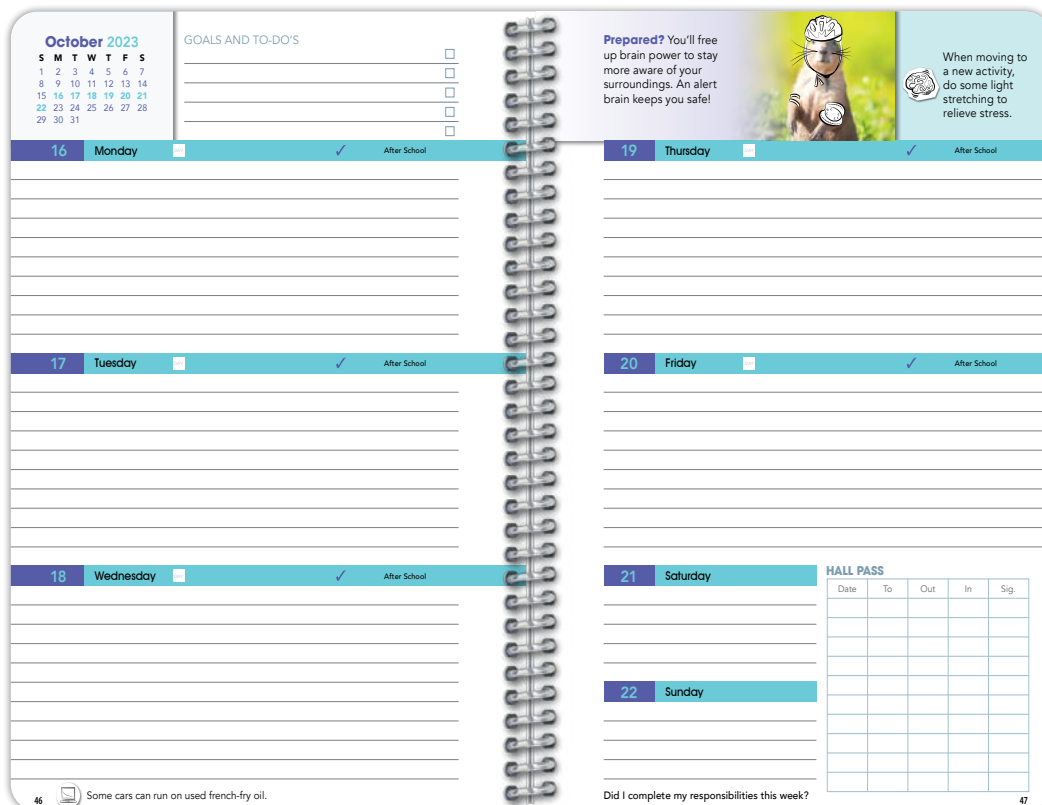 October 2023
S M T W T F S
1 2 3 4 5 6 7
8 9 10 11 12 13 14
15 16 17 18 19 20 21
22 23 24 25 26 27 28
29 30 31
GOALS AND TO-DO'S
16 Monday ✓ After School
17 Tuesday ✓ After School
18 Wednesday ✓ After School
46 Some cars can run on used french-fry oil.
Prepared? You'll free
up brain power to stay
more aware of your
surroundings. An alert
brain keeps you safe!
When moving to
a new activity,
do some light
stretching to
relieve stress.
19 Thursday ✓ After School
20 Friday ✓ After School
21 Saturday
22 Sunday
HALL PASS
Date To Out In Sig.
Did I complete my responsibilities this week?
47